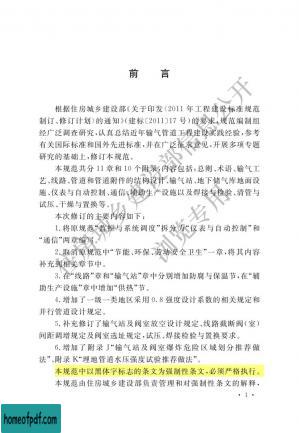 前言
根据住房城乡建设部《关于印发〈2011年工程建设标准规范
制订、修订计划〉的通知》(建标〔2011〕17号)的要求，规范编制组
经广泛调查研究，认真总结近年输气管道工程建设实践经验，参考
有关国际标准和国外先进标准，并在广泛征求意见、开展多项专题
研究的基础上，修订本规范。
本规范共分11章和10个附录，内容包括：总则、术语、输气工
艺、线路、管道和管道附件的结构设计、输气站、地下储气库地面设
施、仪表与自动控制、通信、辅助生产设施以及焊接与检验、清管与
试压、干燥与置换等。
本次修订的主要内容如下：
1.将原规范“数据与系统调度”拆分为“仪表与自动控制”和
“通信”两章编写。
2.取消原规范中“节能、环保、劳动安全卫生”一章，将其内容
补充到相关章节中。
3.在“线路”章和“输气站”章中分别增加防腐与保温节，在“辅
助生产设施”章中增加“供热”节。
4.增加了一级一类地区采用0.8强度设计系数的相关规定和
并行管道设计规定。
5.补充修订了输气站及阀室放空设计规定、线路截断阀(室)
间距调增规定及输气站选址规定、试压、焊接检验与置换要求。
6.增加了附录J“输气站及阀室爆炸危险区域划分推荐做
法”、附录K“埋地管道水压强度试验推荐做法”。
本规范中以黑体字标志的条文为强制性条文，必须严格执行。
本规范由住房城乡建设部负责管理和对强制性条文的解释，
· 1 ·
homeofpdf.com
homeofpdf.com